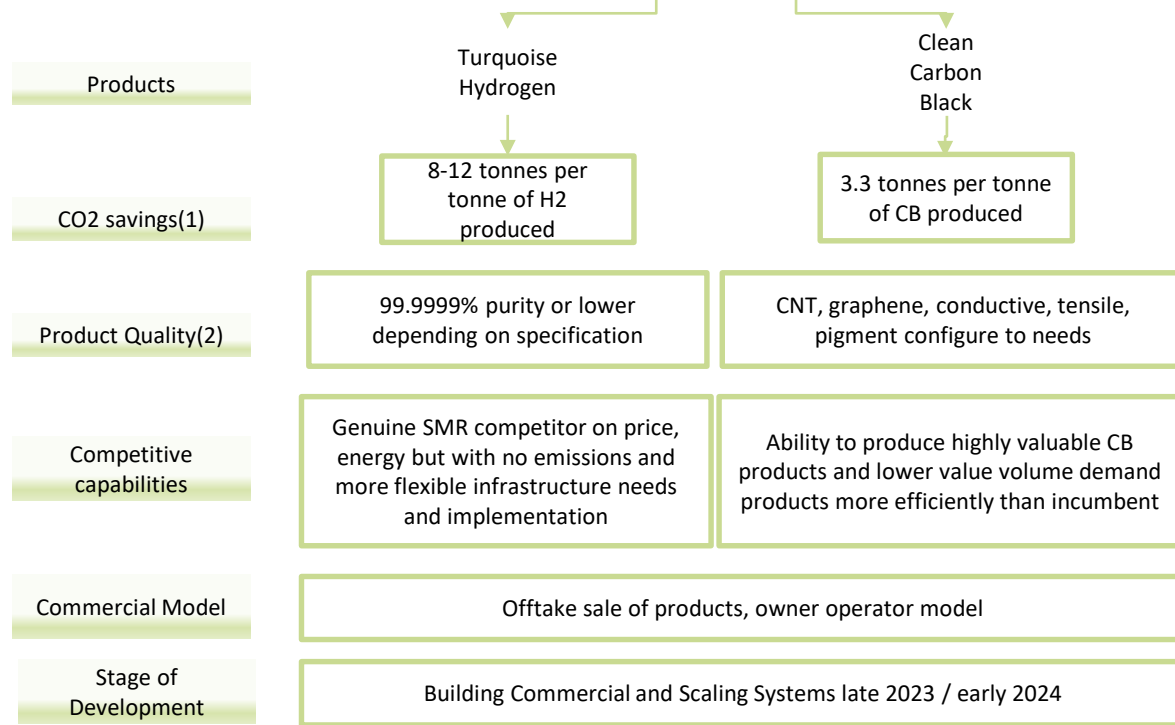 Products
Turquoise
Hydrogen
Clean
Carbon
Black
CO2 savings(1)
8-12 tonnes per
tonne of H2
produced
3.3 tonnes per tonne
of CB produced
Product Quality(2)
99.9999% purity or lower
depending on specification
CNT, graphene, conductive, tensile,
pigment configure to needs
Competitive
capabilities
Genuine SMR competitor on price,
energy but with no emissions and
more flexible infrastructure needs
and implementation
Ability to produce highly valuable CB
products and lower value volume demand
products more efficiently than incumbent
Commercial Model
Offtake sale of products, owner operator model
Stage of
Development
Building Commercial and Scaling Systems late 2023 / early 2024